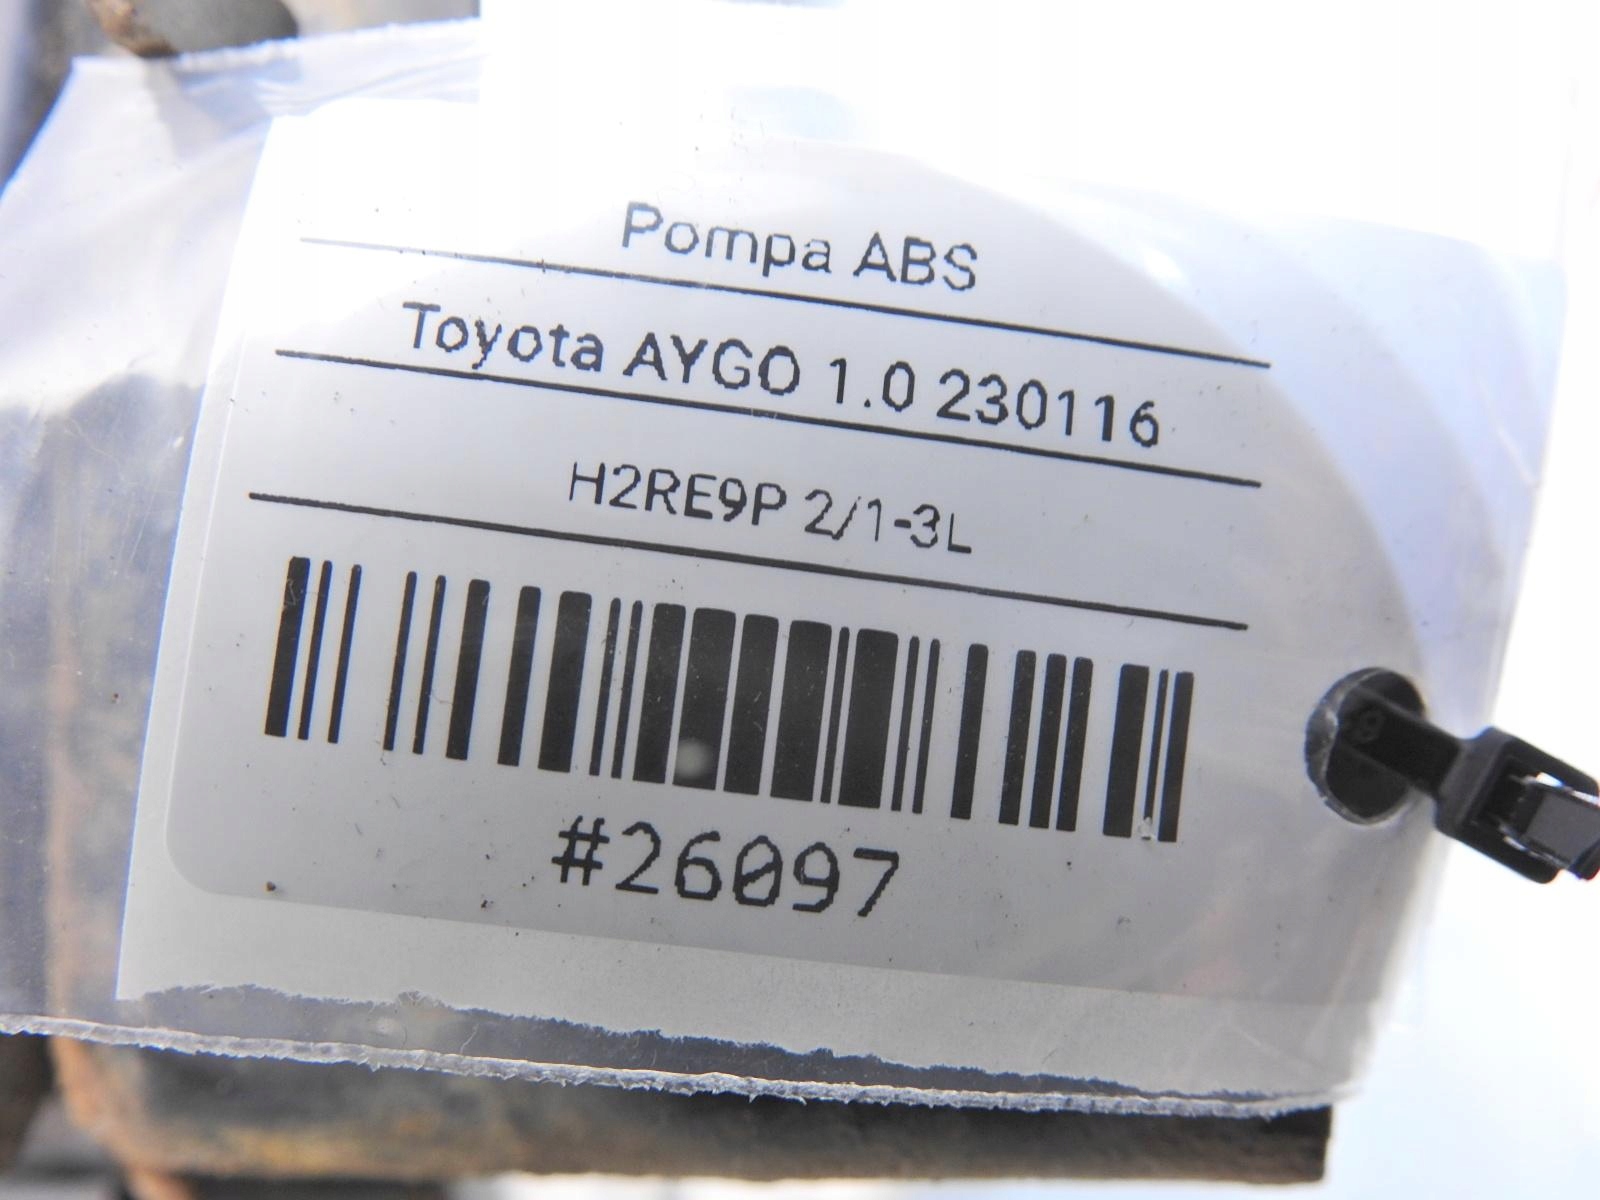 Pompa ABS
Toyota AYGO 1.0 230116
H2RE9P 2/1-3L
#26097